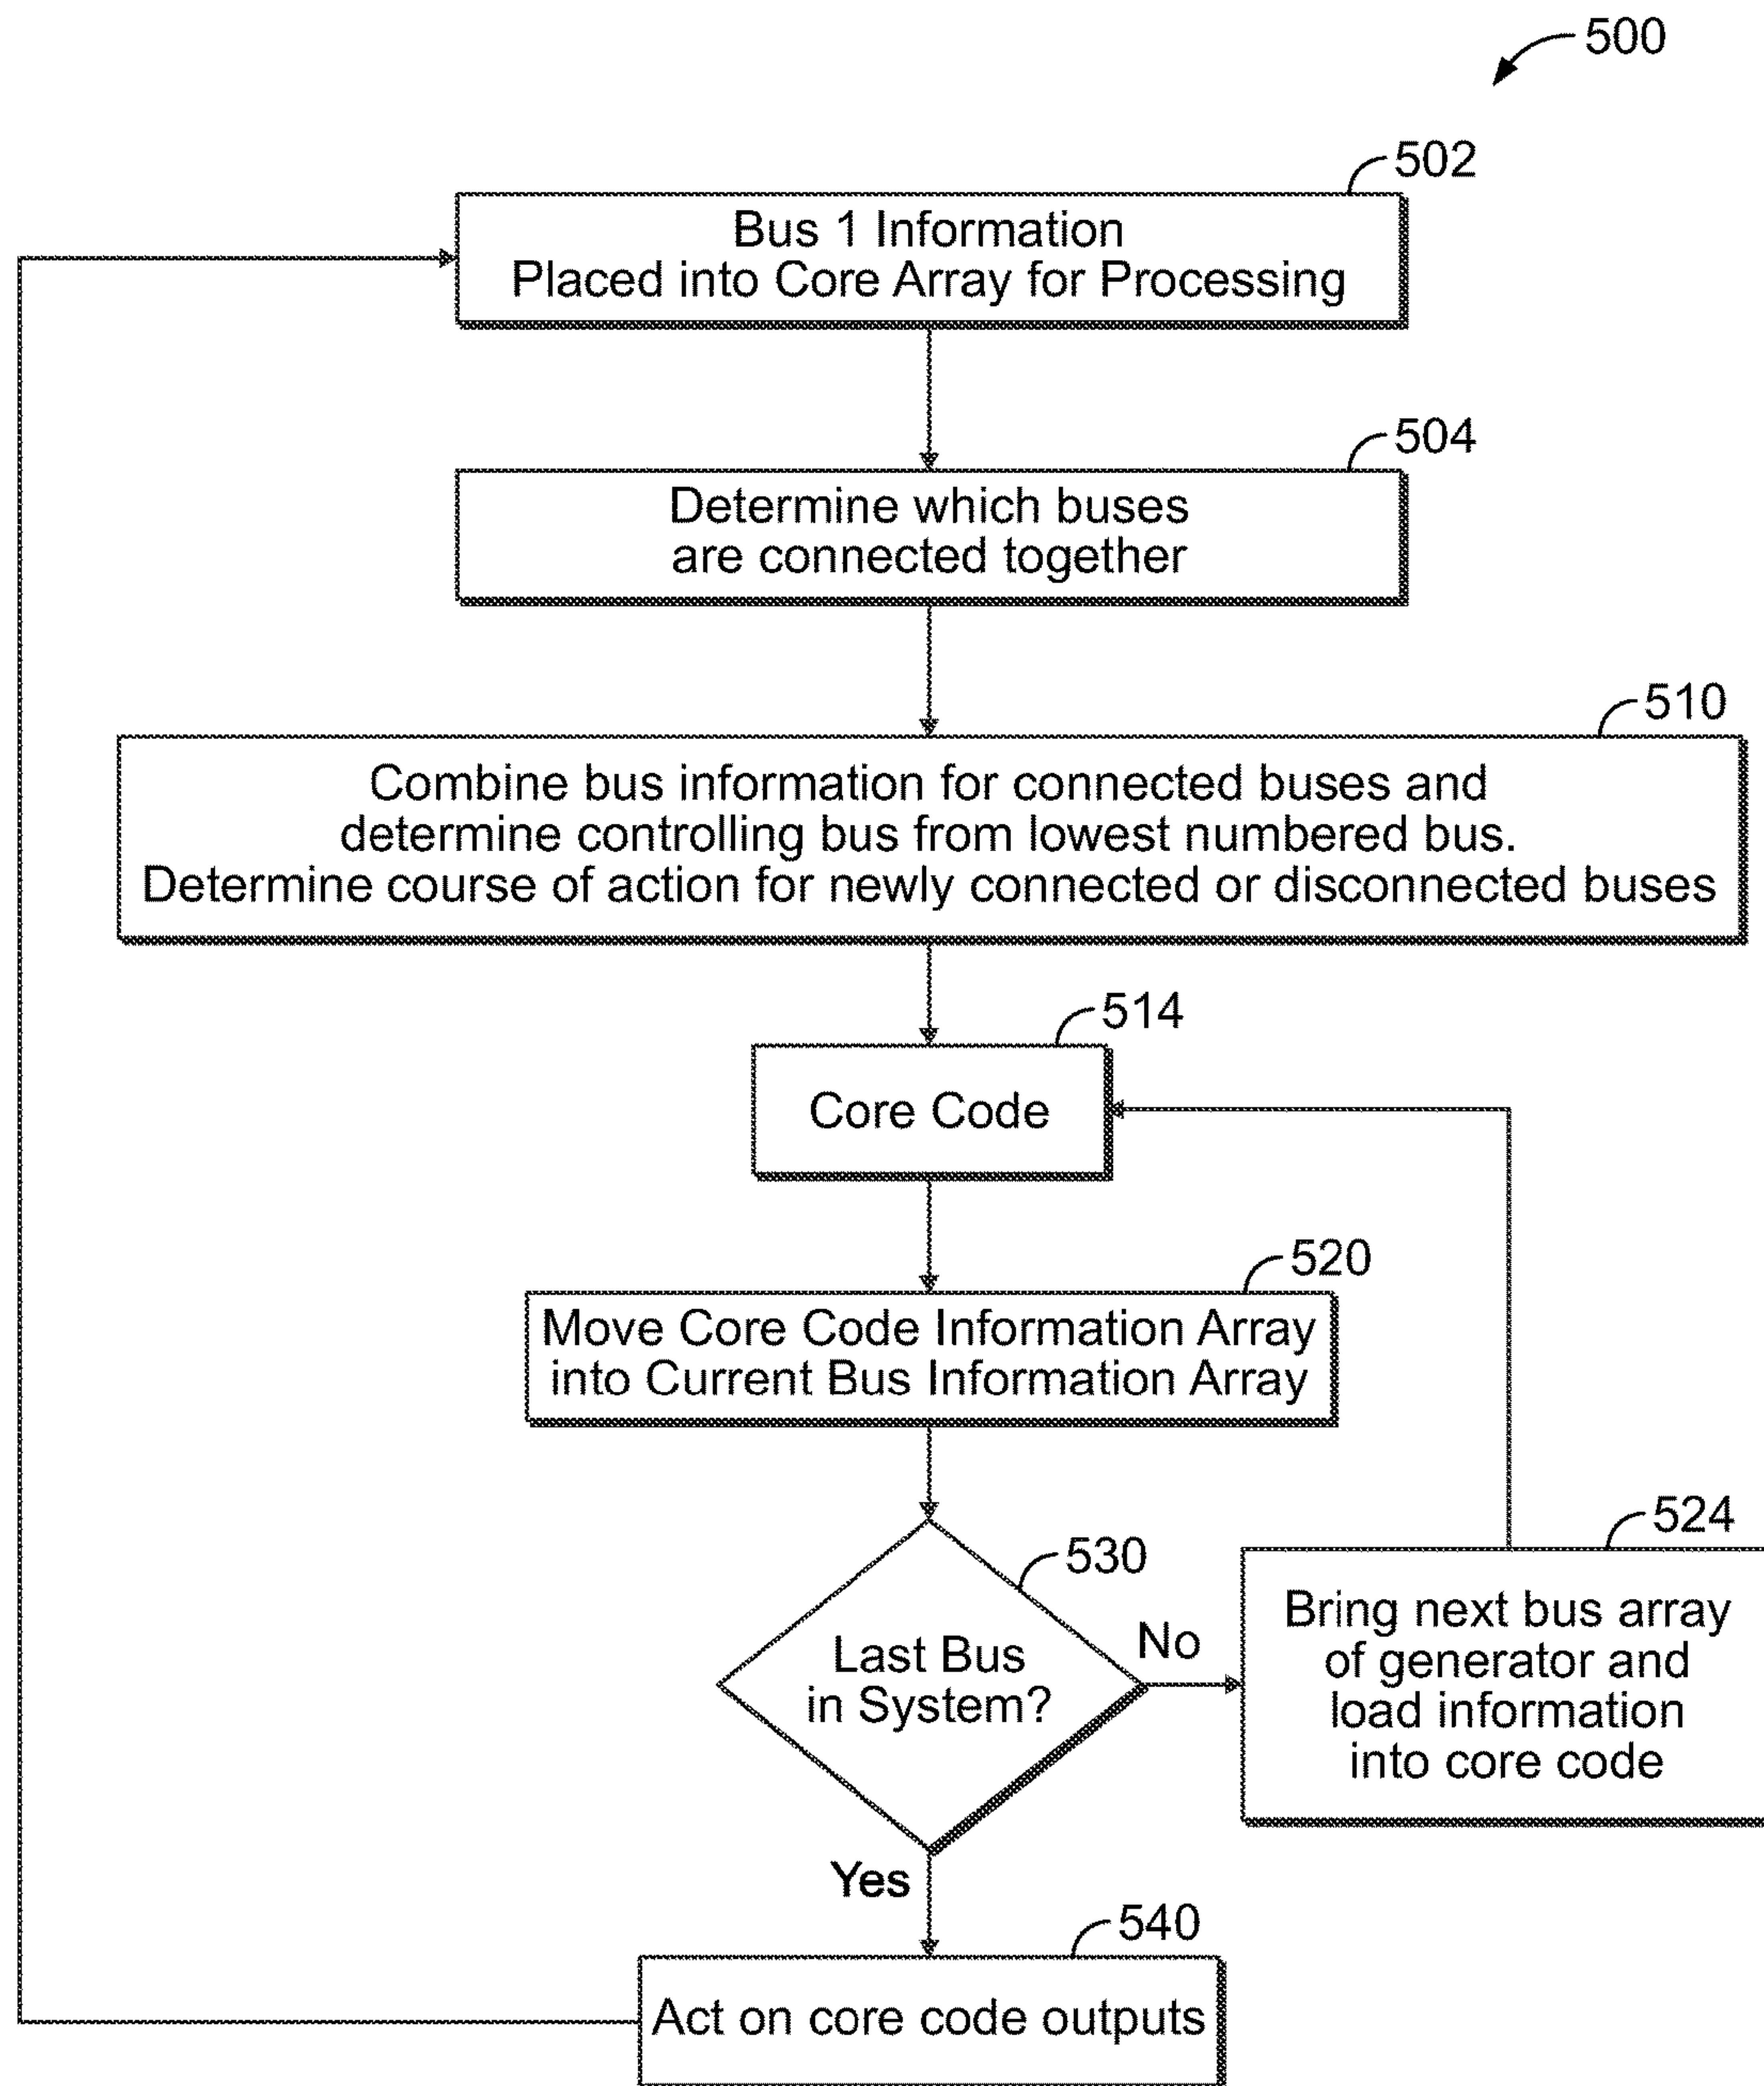 500
502
Bus 1 Information
Placed into Core Array for Processing
504
Determine which buses
are connected together
510
Combine bus information for connected buses and
determine controlling bus from lowest numbered bus.
Determine course of action for newly connected or disconnected buses
514
Core Code
520
Move Core Code Information Array
into Current Bus Information Array
530
Last Bus
in System?
No
524
Bring next bus array
of generator and
load information
into core code
Yes
540
Act on core code outputs